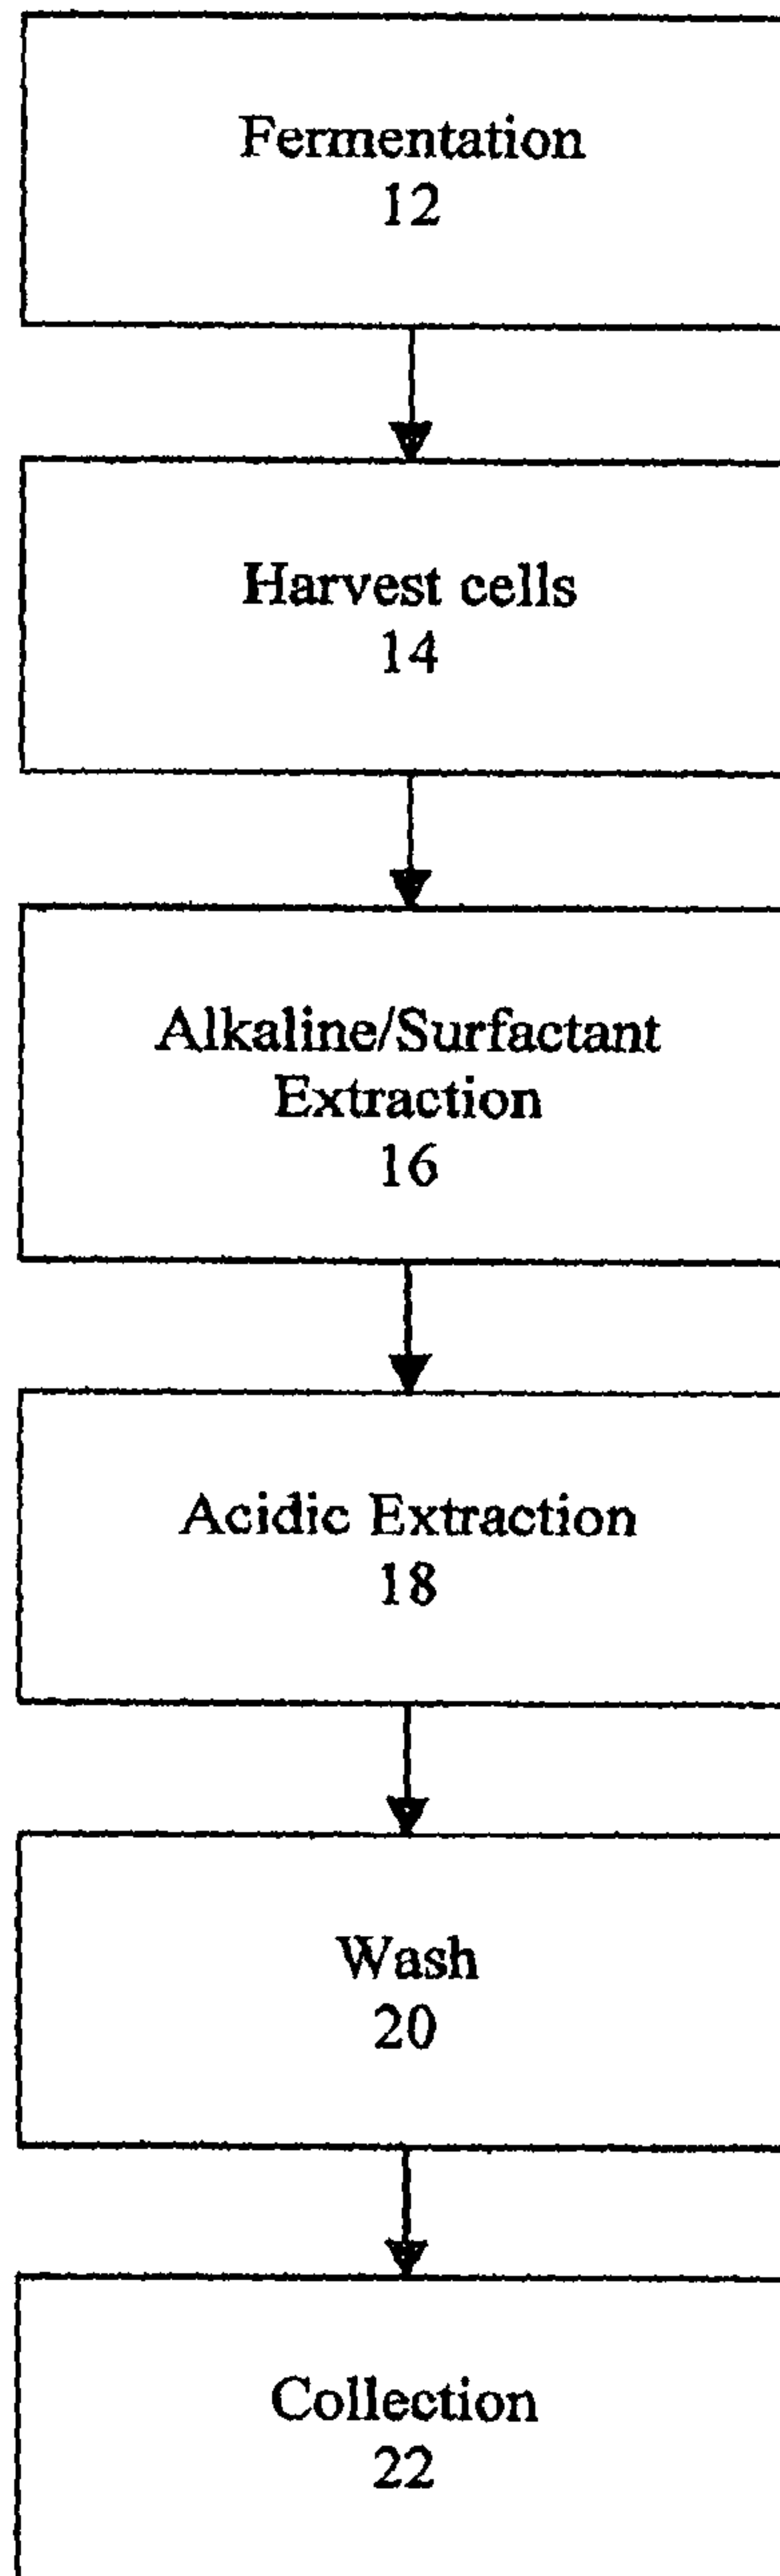 Fermentation
12
Harvest cells
14
Alkaline/Surfactant
Extraction
16
Acidic Extraction
18
Wash
20
Collection
22